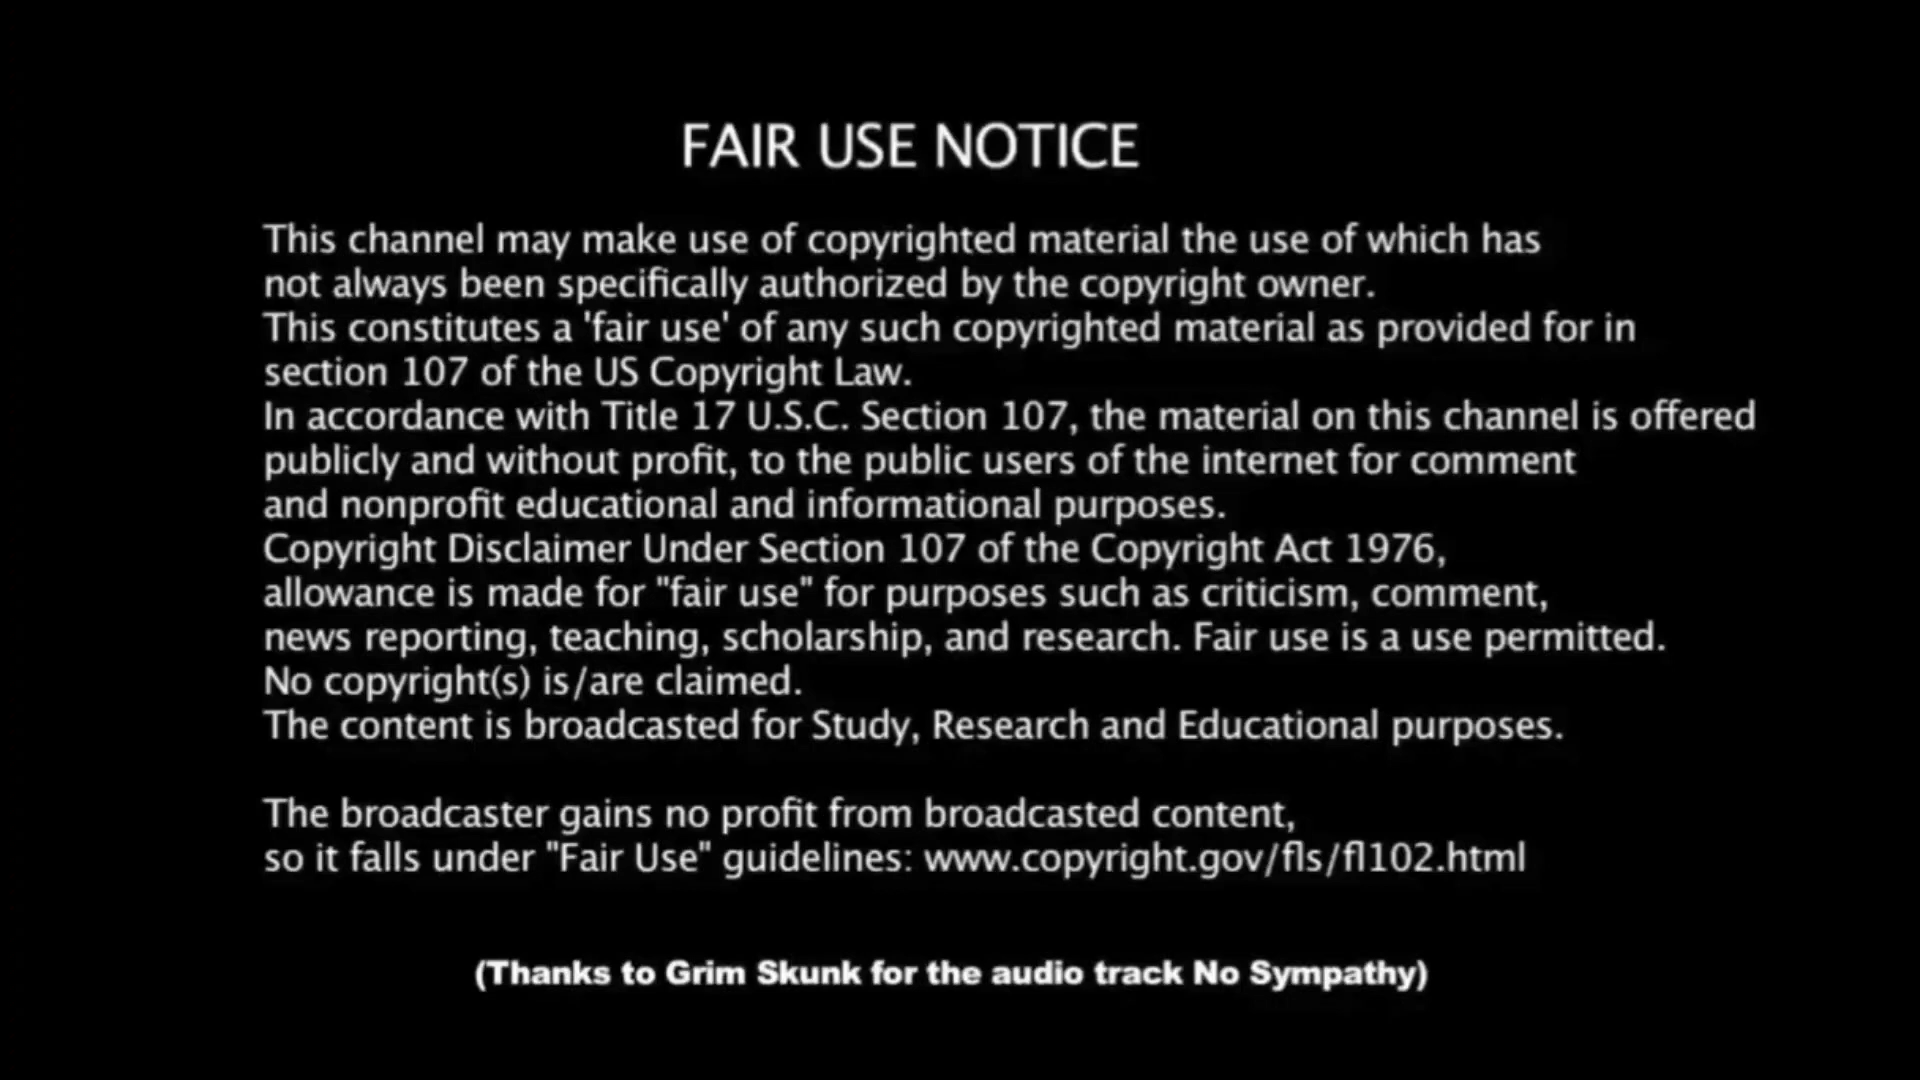 FAIR USE NOTICE
This channel may make use of copyrighted material the use of which has
not always been specifically authorized by the copyright owner.
This constitutes a 'fair use' of any such copyrighted material as provided for in
section 107 of the US Copyright Law.
In accordance with Title 17 U.S.C. Section 107, the material on this channel is offered
publicly and without profit, to the public users of the internet for comment
and nonprofit educational and informational purposes.
Copyright Disclaimer Under Section 107 of the Copyright Act 1976,
allowance is made for "fair use" for purposes such as criticism, comment,
news reporting, teaching, scholarship, and research. Fair use is a use permitted.
No copyright(s) is/are claimed.
The content is broadcasted for Study, Research and Educational purposes.
The broadcaster gains no profit from broadcasted content,
so it falls under "Fair Use" guidelines: www.copyright.gov/fls/fl102.html
(Thanks to Grim Skunk for the audio track No Sympathy)